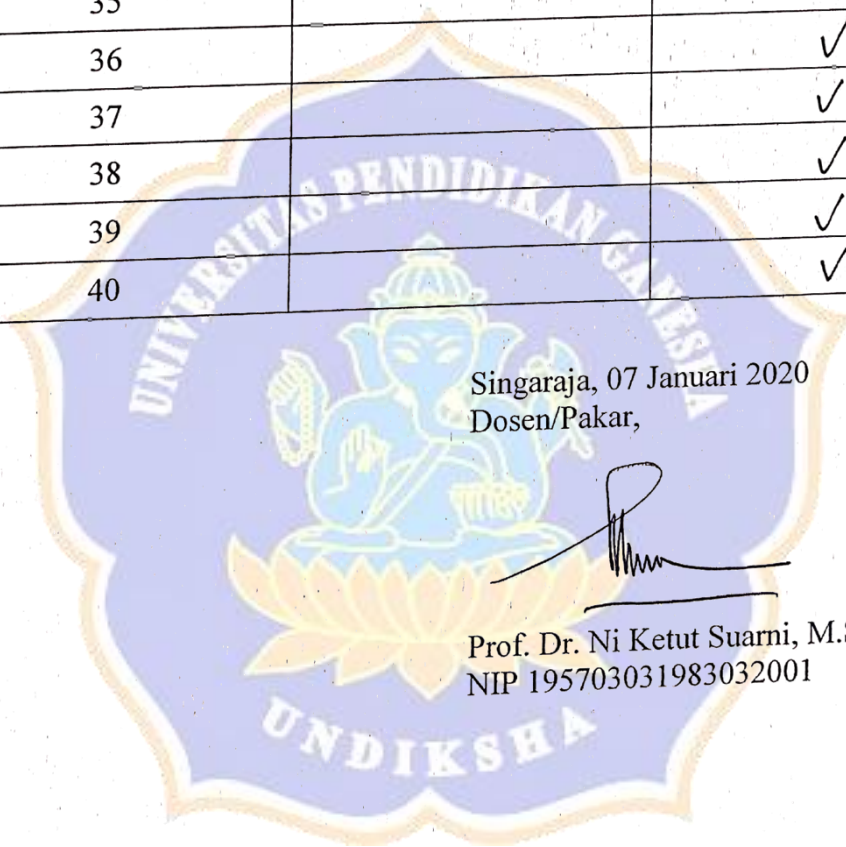 35
36 ✓
37 ✓
38 ✓
39 ✓
40 ✓
UNIVERSITAS PENDIDIKAN GANESHA
Singaraja, 07 Januari 2020
Dosen/Pakar,
Prof. Dr. Ni Ketut Suarni, M.S
NIP 195703031983032001
UNDIKSHA